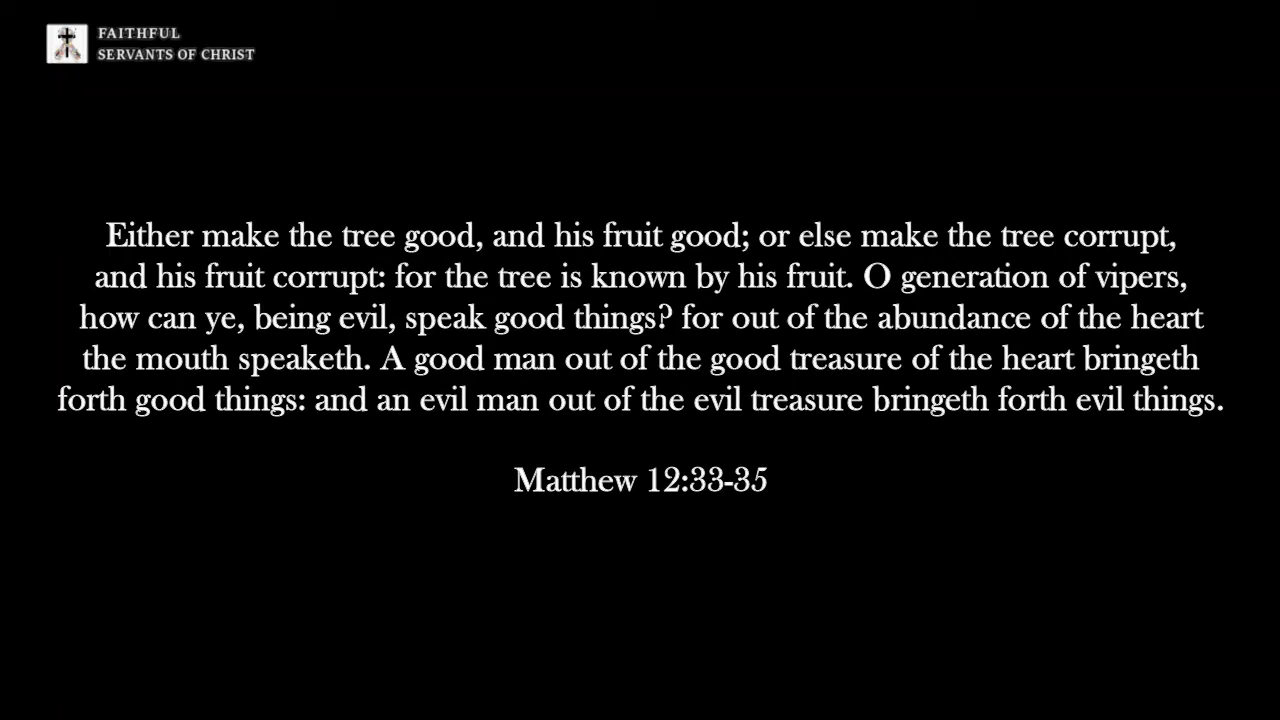 FAITHFUL
SERVANTS OF CHRIST
Either make the tree good, and his fruit good; or else make the tree corrupt,
and his fruit corrupt: for the tree is known by his fruit. O generation of vipers,
how can ye, being evil, speak good things? for out of the abundance of the heart
the mouth speaketh. A good man out of the good treasure of the heart bringeth
forth good things: and an evil man out of the evil treasure bringeth forth evil things.
Matthew 12:33-35